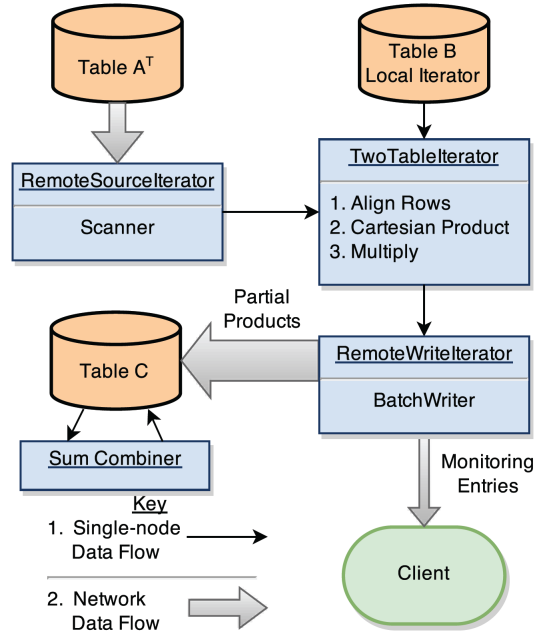 Table Aᵀ
Table B
Local Iterator
RemoteSourceIterator
Scanner
TwoTableIterator
1. Align Rows
2. Cartesian Product
3. Multiply
Partial
Products
Table C
RemoteWriteIterator
BatchWriter
Sum Combiner
Monitoring
Entries
Key
1. Single-node
Data Flow
2. Network
Data Flow
Client